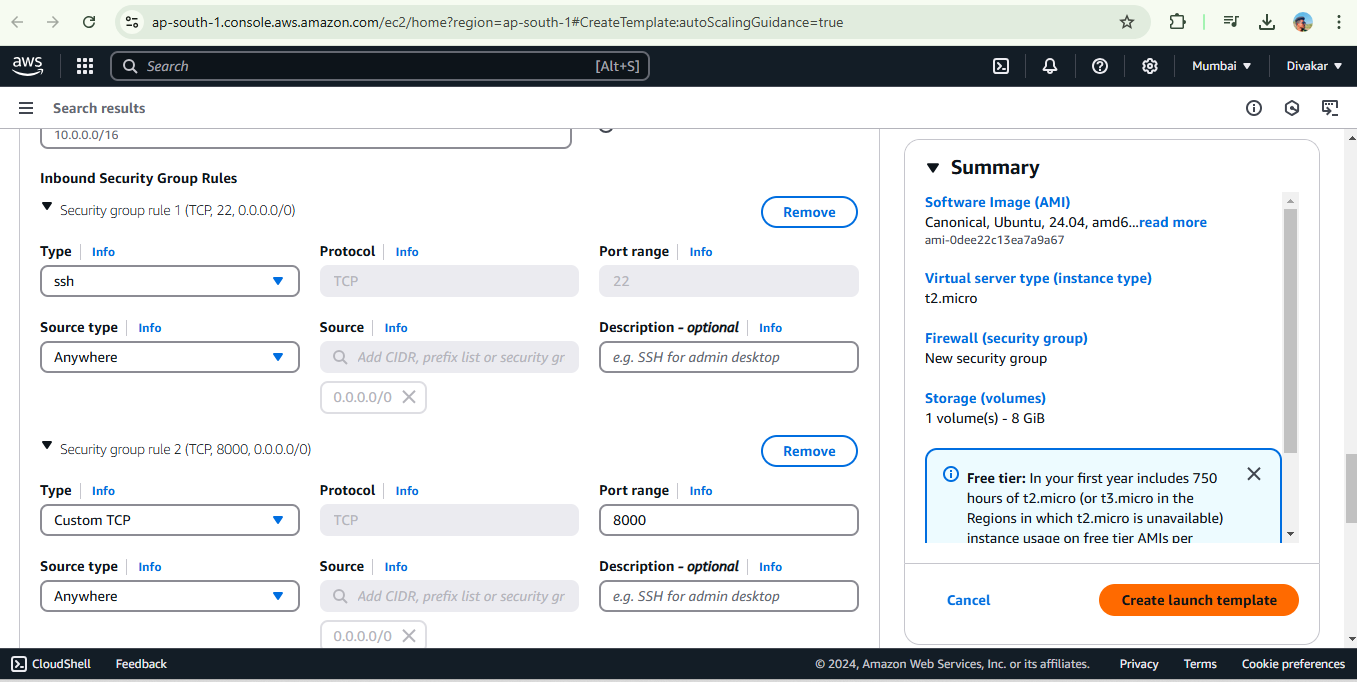 ap-south-1.console.aws.amazon.com/ec2/home?region=ap-south-1#CreateTemplate:autoScalingGuidance=true
aws
Search [Alt+S]
Mumbai ▼ Divakar ▼
Search results
10.0.0.0/16
Inbound Security Group Rules
Security group rule 1 (TCP, 22, 0.0.0.0/0)
Remove
Type Info Protocol Info Port range Info
ssh TCP 22
Source type Info Source Info Description - optional Info
Anywhere Add CIDR, prefix list or security gr e.g. SSH for admin desktop
0.0.0.0/0
Security group rule 2 (TCP, 8000, 0.0.0.0/0)
Remove
Type Info Protocol Info Port range Info
Custom TCP TCP 8000
Source type Info Source Info Description - optional Info
Anywhere Add CIDR, prefix list or security gr e.g. SSH for admin desktop
0.0.0.0/0
Summary
Software Image (AMI)
Canonical, Ubuntu, 24.04, amd6...read more
ami-0dee22c13ea7a9a67
Virtual server type (instance type)
t2.micro
Firewall (security group)
New security group
Storage (volumes)
1 volume(s) - 8 GiB
Free tier: In your first year includes 750
hours of t2.micro (or t3.micro in the
Regions in which t2.micro is unavailable)
instance usage on free tier AMIs per
Cancel Create launch template
CloudShell Feedback © 2024, Amazon Web Services, Inc. or its affiliates. Privacy Terms Cookie preferences